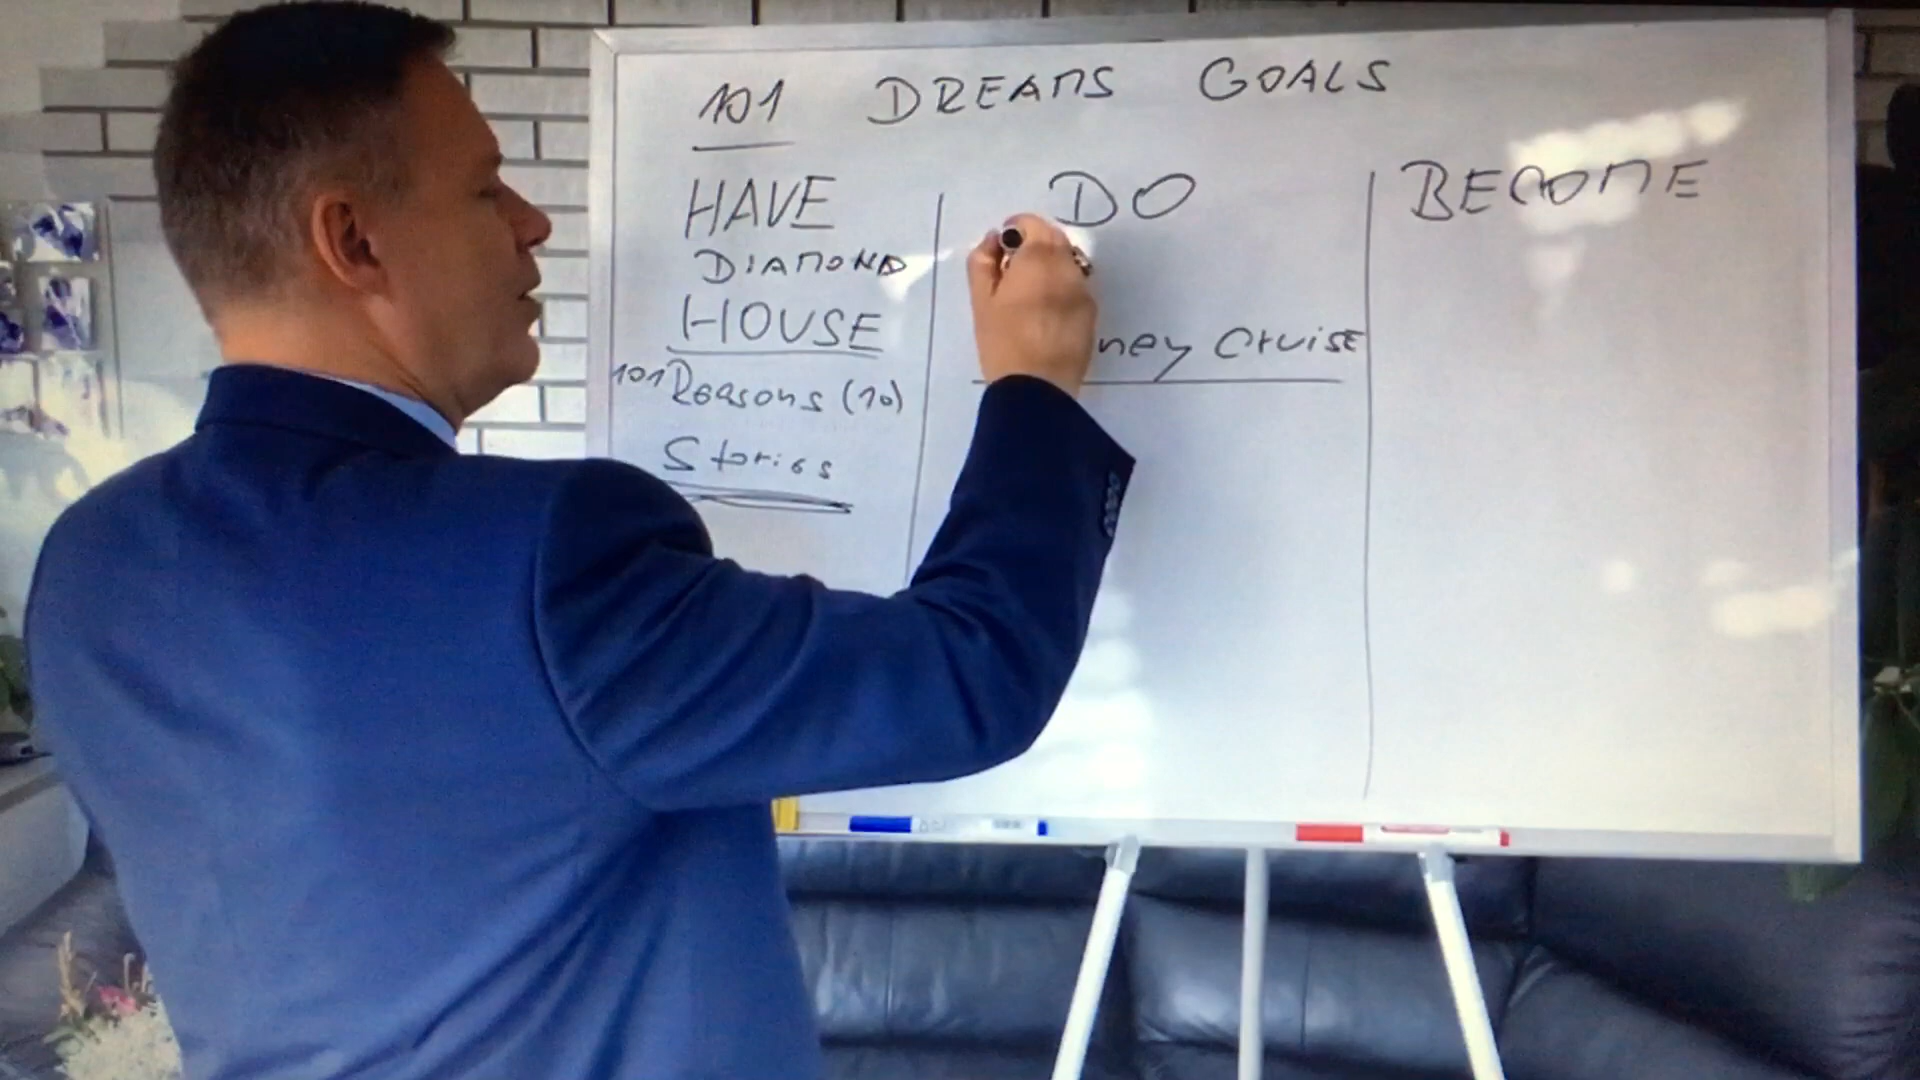 101 DREAMS GOALS
HAVE
DIAMOND
HOUSE
101 Reasons (10)
Stories
DO
ney Cruise
BECOME